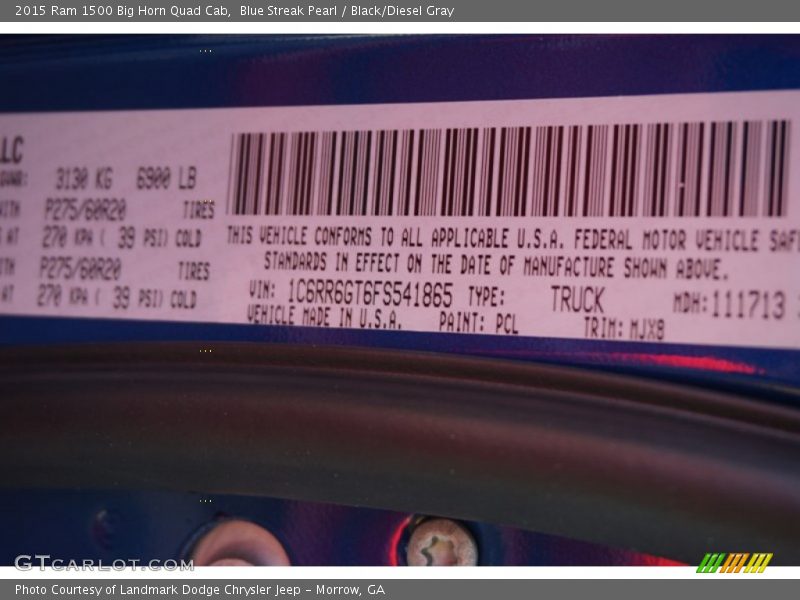 2015 Ram 1500 Big Horn Quad Cab,  Blue Streak Pearl / Black/Diesel Gray
LLC
3130 KG 6900 LB
WITH P275/60R20 TIRES
AT 270 KPA ( 39 PSI) COLD
P275/60R20 TIRES
AT 270 KPA ( 39 PSI) COLD
THIS VEHICLE CONFORMS TO ALL APPLICABLE U.S.A. FEDERAL MOTOR VEHICLE SAF
STANDARDS IN EFFECT ON THE DATE OF MANUFACTURE SHOWN ABOVE.
VIN: 1C6RR6GT6FS541865 TYPE: TRUCK MDH:111713
VEHICLE MADE IN U.S.A. PAINT: PCL TRIM: MJX8
GTCARLOT.COM
Photo Courtesy of Landmark Dodge Chrysler Jeep – Morrow, GA